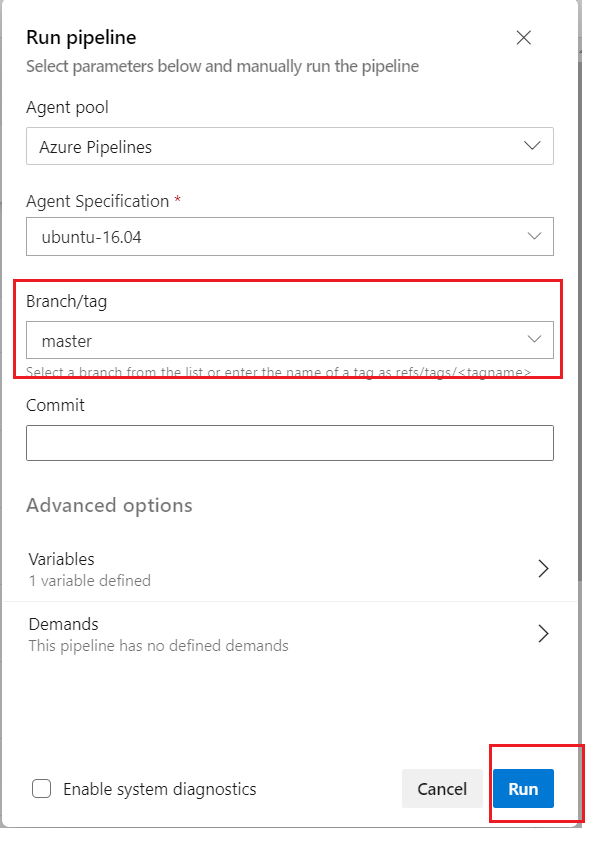 Run pipeline
Select parameters below and manually run the pipeline
Agent pool
Azure Pipelines
Agent Specification *
ubuntu-16.04
Branch/tag
master
Select a branch from the list or enter the name of a tag as refs/tags/<tagname>
Commit
Advanced options
Variables
1 variable defined
Demands
This pipeline has no defined demands
Enable system diagnostics
Cancel
Run